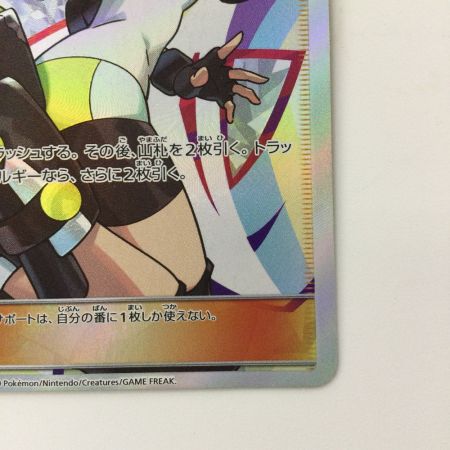 ラッシュする。その後、山札を2枚引く。トラッ
ルギーなら、さらに2枚引く。
サポートは、自分の番に1枚しか使えない。
Pokémon/Nintendo/Creatures/GAME FREAK.